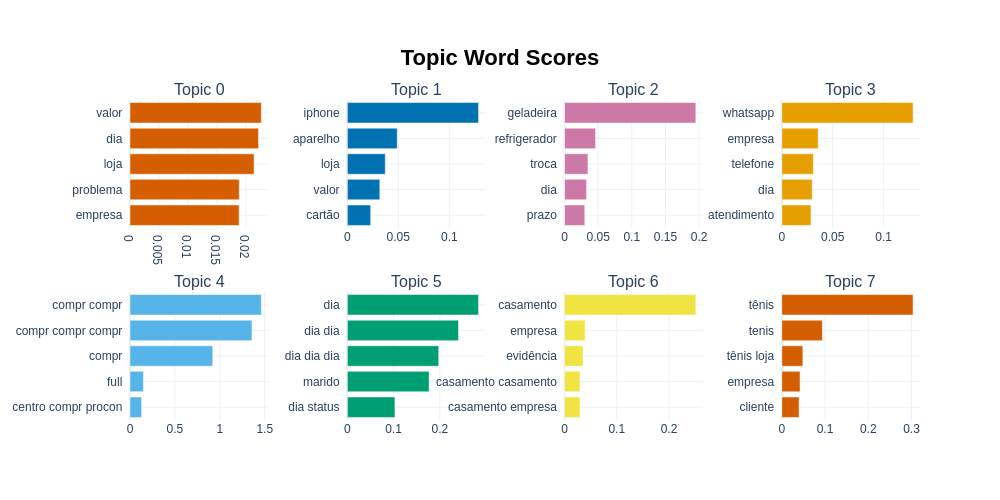 Topic Word Scores
Topic 0
valor
dia
loja
problema
empresa
0
0.005
0.01
0.015
0.02
Topic 1
iphone
aparelho
loja
valor
cartão
0 0.05 0.1
Topic 2
geladeira
refrigerador
troca
dia
prazo
0 0.05 0.1 0.15 0.2
Topic 3
whatsapp
empresa
telefone
dia
atendimento
0 0.05 0.1
Topic 4
compr compr
compr compr compr
compr
full
centro compr procon
0 0.5 1 1.5
Topic 5
dia
dia dia
dia dia dia
marido
dia status
0 0.1 0.2
Topic 6
casamento
empresa
evidência
casamento casamento
casamento empresa
0 0.1 0.2
Topic 7
tênis
tenis
tênis loja
empresa
cliente
0 0.1 0.2 0.3